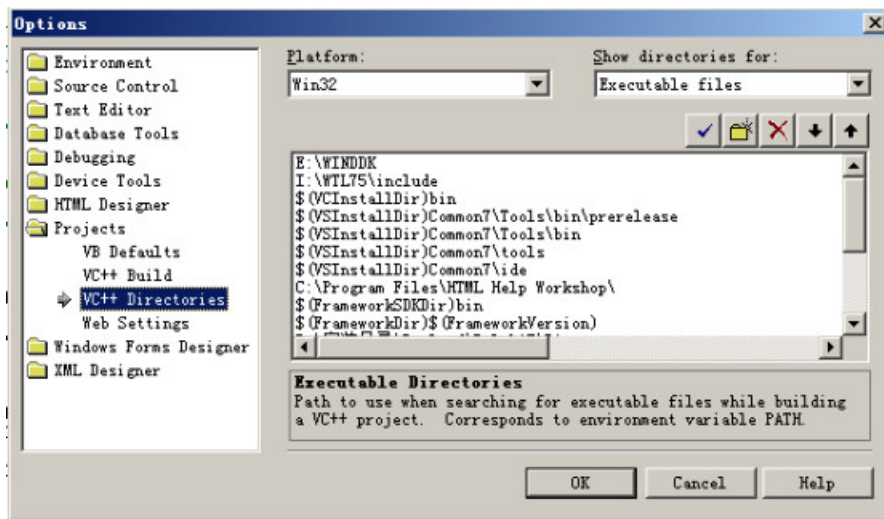 Options
Environment
Source Control
Text Editor
Database Tools
Debugging
Device Tools
HTML Designer
Projects
VB Defaults
VC++ Build
VC++ Directories
Web Settings
Windows Forms Designer
XML Designer
Platform:
Win32
Show directories for:
Executable files
E:\WINDDK
I:\WTL75\include
$(VCInstallDir)bin
$(VSInstallDir)Common7\Tools\bin\prerelease
$(VSInstallDir)Common7\Tools\bin
$(VSInstallDir)Common7\tools
$(VSInstallDir)Common7\ide
C:\Program Files\HTML Help Workshop\
$(FrameworkSDKDir)bin
$(FrameworkDir)$(FrameworkVersion)
Executable Directories
Path to use when searching for executable files while building
a VC++ project.  Corresponds to environment variable PATH.
OK
Cancel
Help